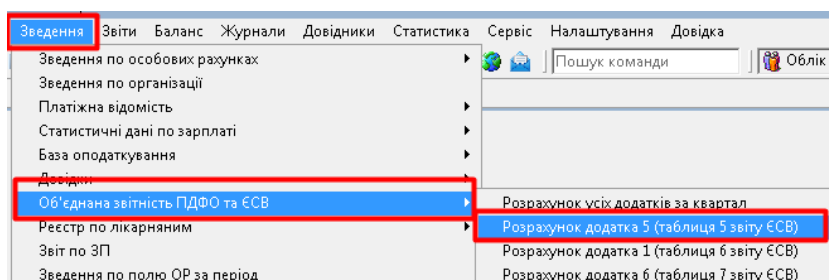 Зведення Звіти Баланс Журнали Довідники Статистика Сервіс Налаштування Довідка
Зведення по особових рахунках
Пошук команди
Облік
Зведення по організації
Платіжна відомість
Статистичні дані по зарплаті
База оподаткування
Довідки
Об'єднана звітність ПДФО та ЄСВ
Розрахунок усіх додатків за квартал
Реєстр по лікарняним
Розрахунок додатка 5 (таблиця 5 звіту ЄСВ)
Звіт по ЗП
Розрахунок додатка 1 (таблиця 6 звіту ЄСВ)
Зведення по полю ОР за період
Розрахунок додатка 6 (таблиця 7 звіту ЄСВ)